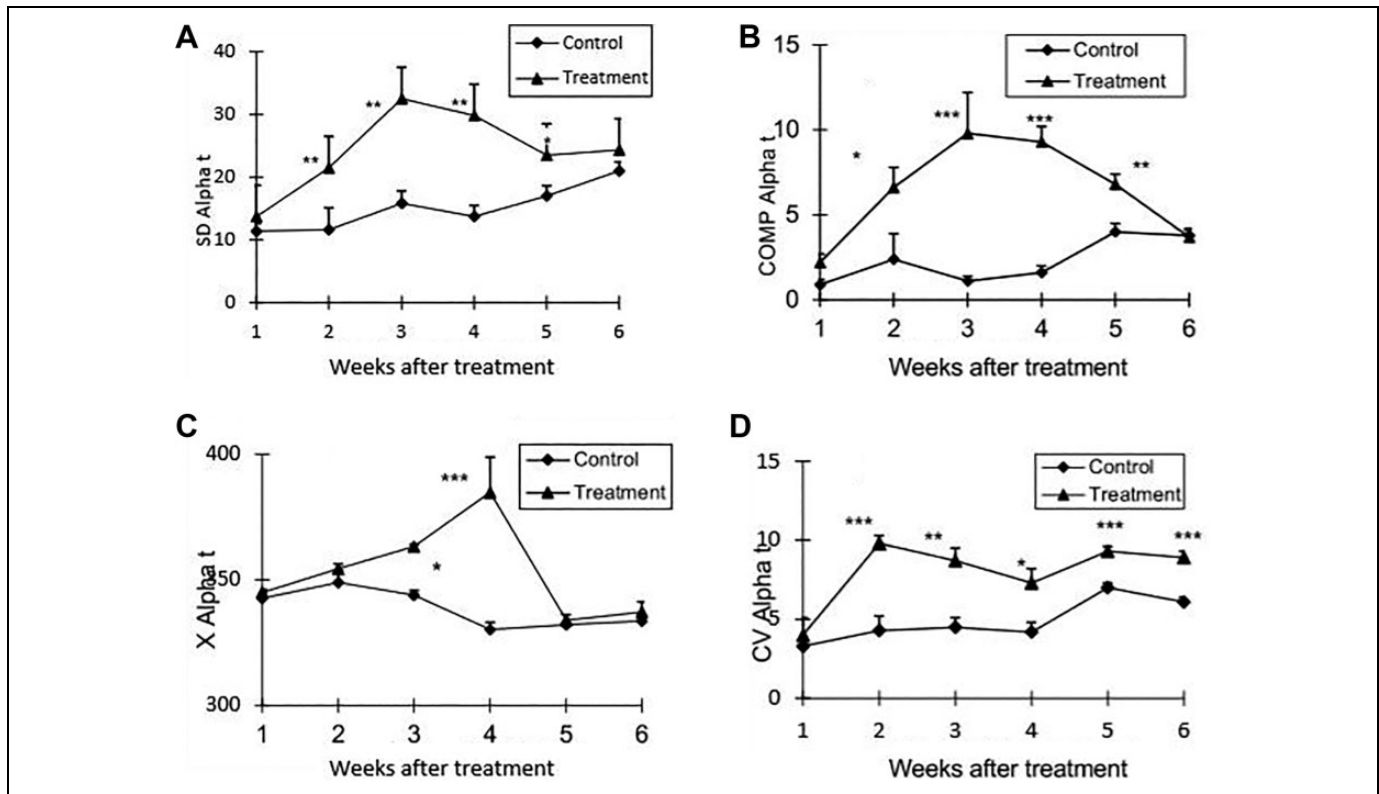 A
Control
Treatment
40
30
20
10
0
SD Alpha t
**
**
**
*
1 2 3 4 5 6
Weeks after treatment
B
Control
Treatment
15
10
5
0
COMP Alpha t
*
***
***
**
1 2 3 4 5 6
Weeks after treatment
C
Control
Treatment
400
350
300
X Alpha t
*
***
1 2 3 4 5 6
Weeks after treatment
D
Control
Treatment
15
10
5
0
CV Alpha t
***
**
*
***
***
1 2 3 4 5 6
Weeks after treatment